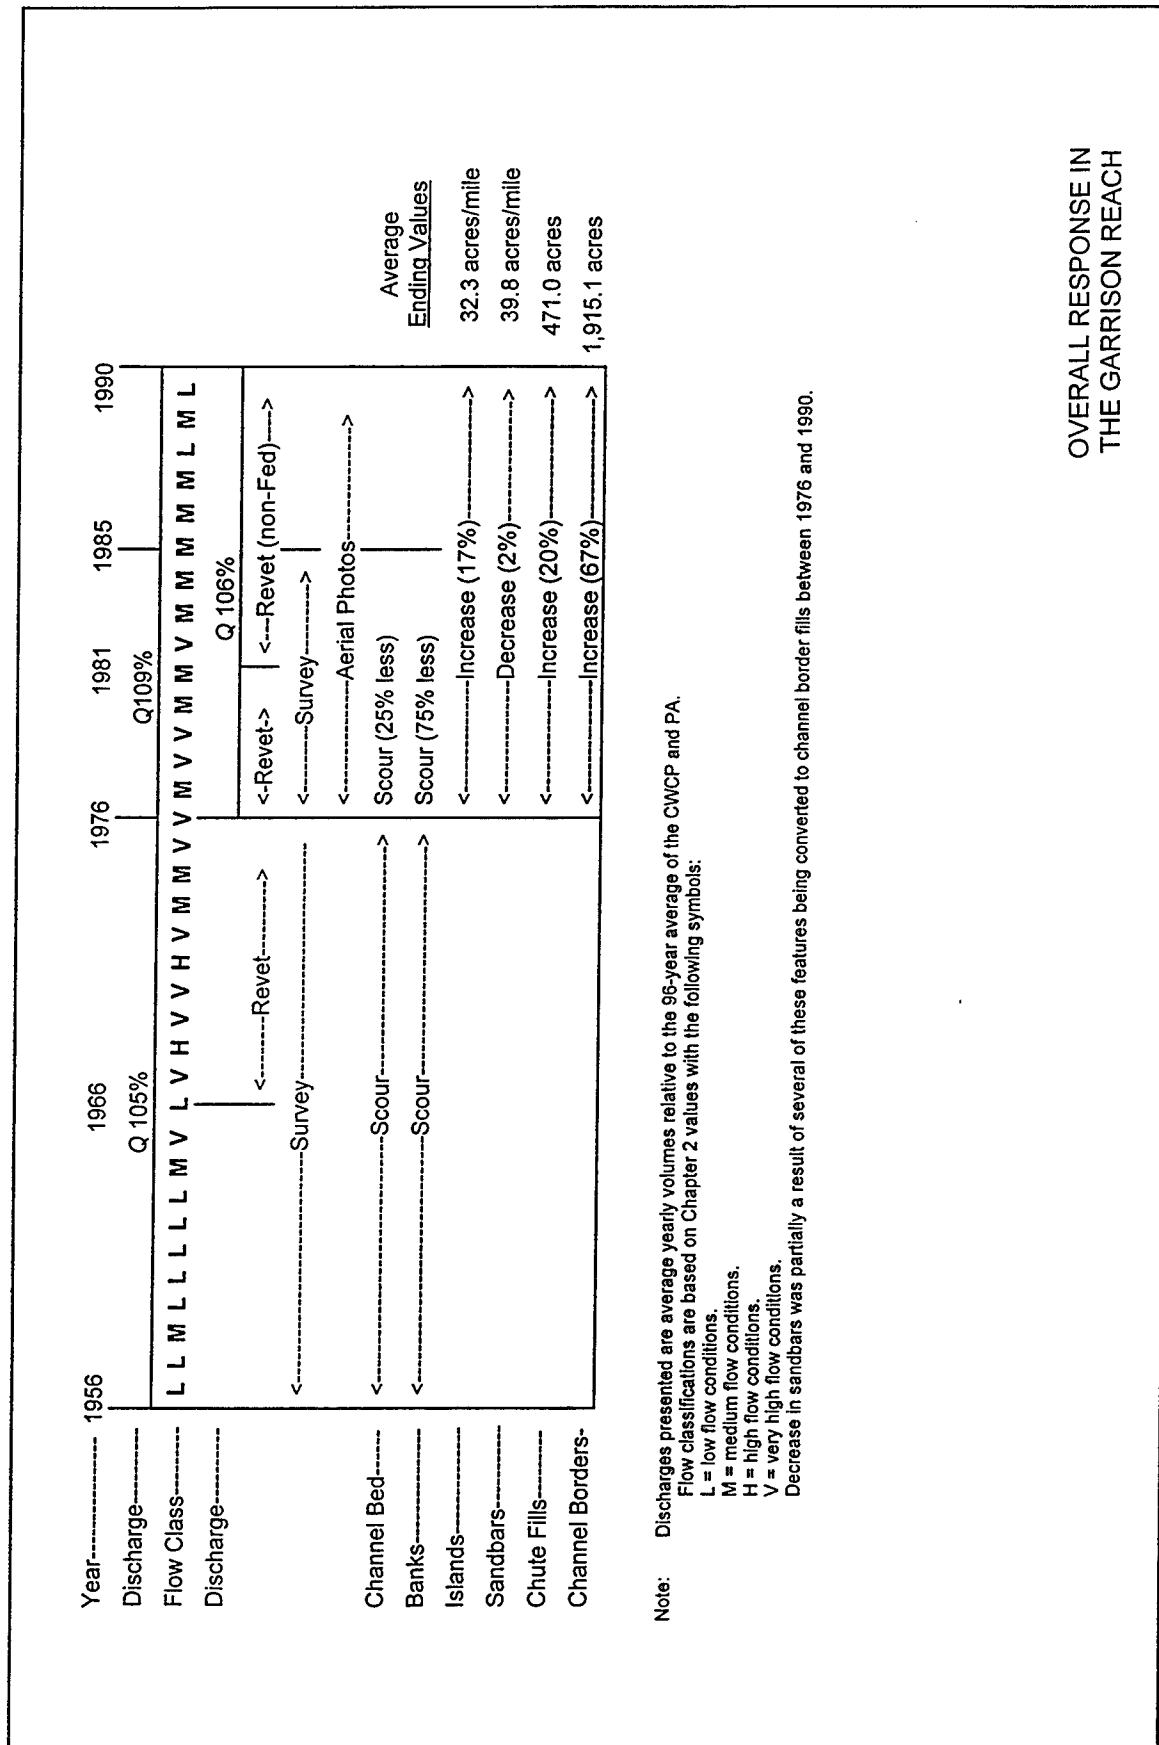 Year------------- 1956 1966 1976 1981 1985 1990
Discharge----- Q 105% Q109%
Flow Class--------- L L M L L L L L M V L V H V V H V M M V V M V V V M M V M M M M M L M L
Discharge-------- Q 106%
<------Revet-------> <-Revet-> <---Revet (non-Fed)---->
<----------------Survey---------------- <--------Survey-------->
<-----------Aerial Photos----------->
Average
Ending Values
Channel Bed------ <----------------Scour----------------> Scour (25% less)
Banks------------ <----------------Scour----------------> Scour (75% less)
Islands----------- <-----------Increase (17%)-----------> 32.3 acres/mile
Sandbars--------- <-----------Decrease (2%)-----------> 39.8 acres/mile
Chute Fills-------- <-----------Increase (20%)-----------> 471.0 acres
Channel Borders- <-----------Increase (67%)-----------> 1,915.1 acres
Note: Discharges presented are average yearly volumes relative to the 96-year average of the CWCP and PA.
Flow classifications are based on Chapter 2 values with the following symbols:
L = low flow conditions.
M = medium flow conditions.
H = high flow conditions.
V = very high flow conditions.
Decrease in sandbars was partially a result of several of these features being converted to channel border fills between 1976 and 1990.
OVERALL RESPONSE IN
THE GARRISON REACH